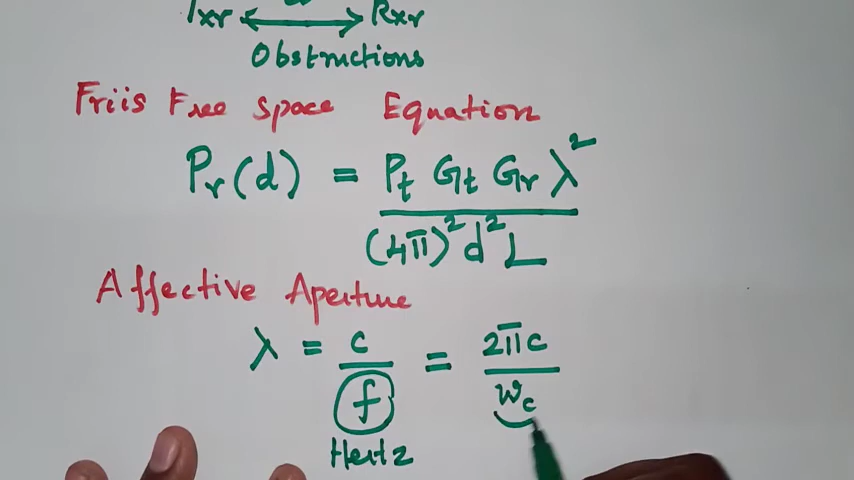 Txr Rxr
Obstructions
Friis Free space Equation
Pr(d) = Pt Gt Gr λ² / (4π)² d² L
Affective Aperture
λ = c / f = 2πc / ωc
Hertz